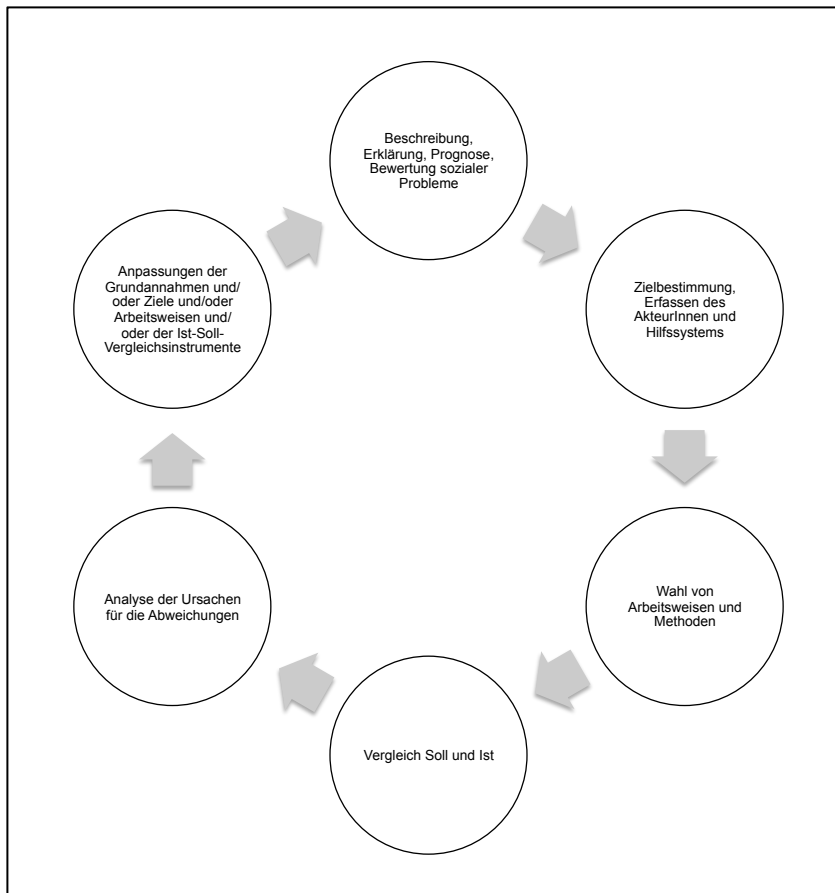 Beschreibung,
Erklärung, Prognose,
Bewertung sozialer
Probleme
Zielbestimmung,
Erfassen des
AkteurInnen und
Hilfssystems
Wahl von
Arbeitsweisen und
Methoden
Vergleich Soll und Ist
Analyse der Ursachen
für die Abweichungen
Anpassungen der
Grundannahmen und/
oder Ziele und/oder
Arbeitsweisen und/
oder der Ist-Soll-
Vergleichsinstrumente